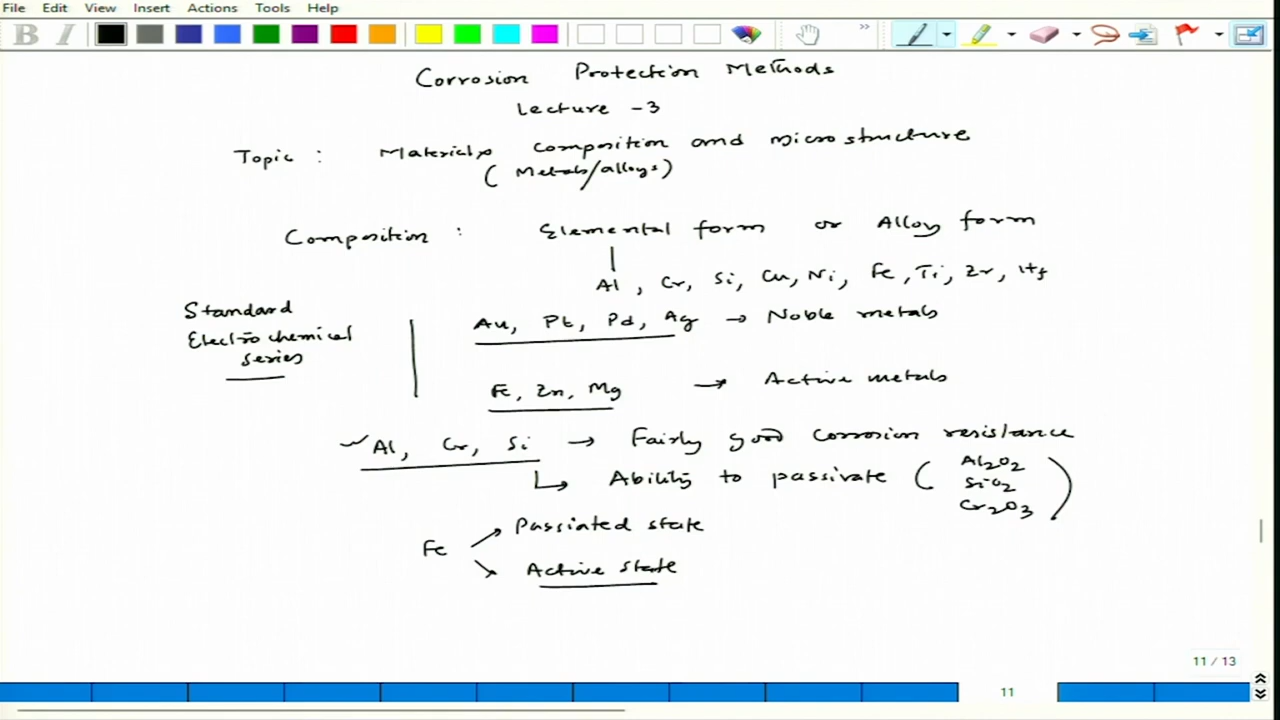 File Edit View Insert Actions Tools Help
B I
Corrosion Protection Methods
Lecture -3
Topic : Materials composition and microstructure
(Metals/alloys)
Composition : Elemental form or Alloy form
Al, Cr, Si, Cu, Ni, Fe, Ti, Zr, Hf
Standard
Electrochemical
series
Au, Pt, Pd, Ag → Noble metals
Fe, Zn, Mg → Active metals
Al, Cr, Si → Fairly good corrosion resistance
↳ Ability to passivate ( Al2O2
SiO2
Cr2O3 )
Fe
Passiated state
Active state
11 / 13
11